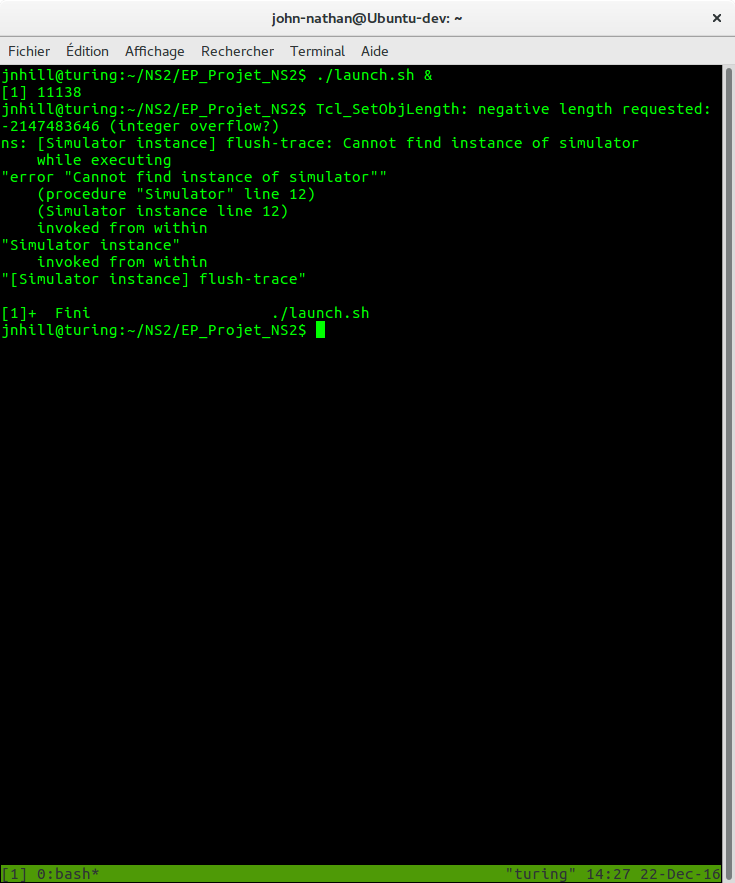 john-nathan@Ubuntu-dev: ~ ×
Fichier Édition Affichage Rechercher Terminal Aide
jnhill@turing:~/NS2/EP_Projet_NS2$ ./launch.sh &
[1] 11138
jnhill@turing:~/NS2/EP_Projet_NS2$ Tcl_SetObjLength: negative length requested:
-2147483646 (integer overflow?)
ns: [Simulator instance] flush-trace: Cannot find instance of simulator
    while executing
"error "Cannot find instance of simulator""
    (procedure "Simulator" line 12)
    (Simulator instance line 12)
    invoked from within
"Simulator instance"
    invoked from within
"[Simulator instance] flush-trace"
[1]+  Fini                    ./launch.sh
jnhill@turing:~/NS2/EP_Projet_NS2$
[1] 0:bash* "turing" 14:27 22-Dec-16